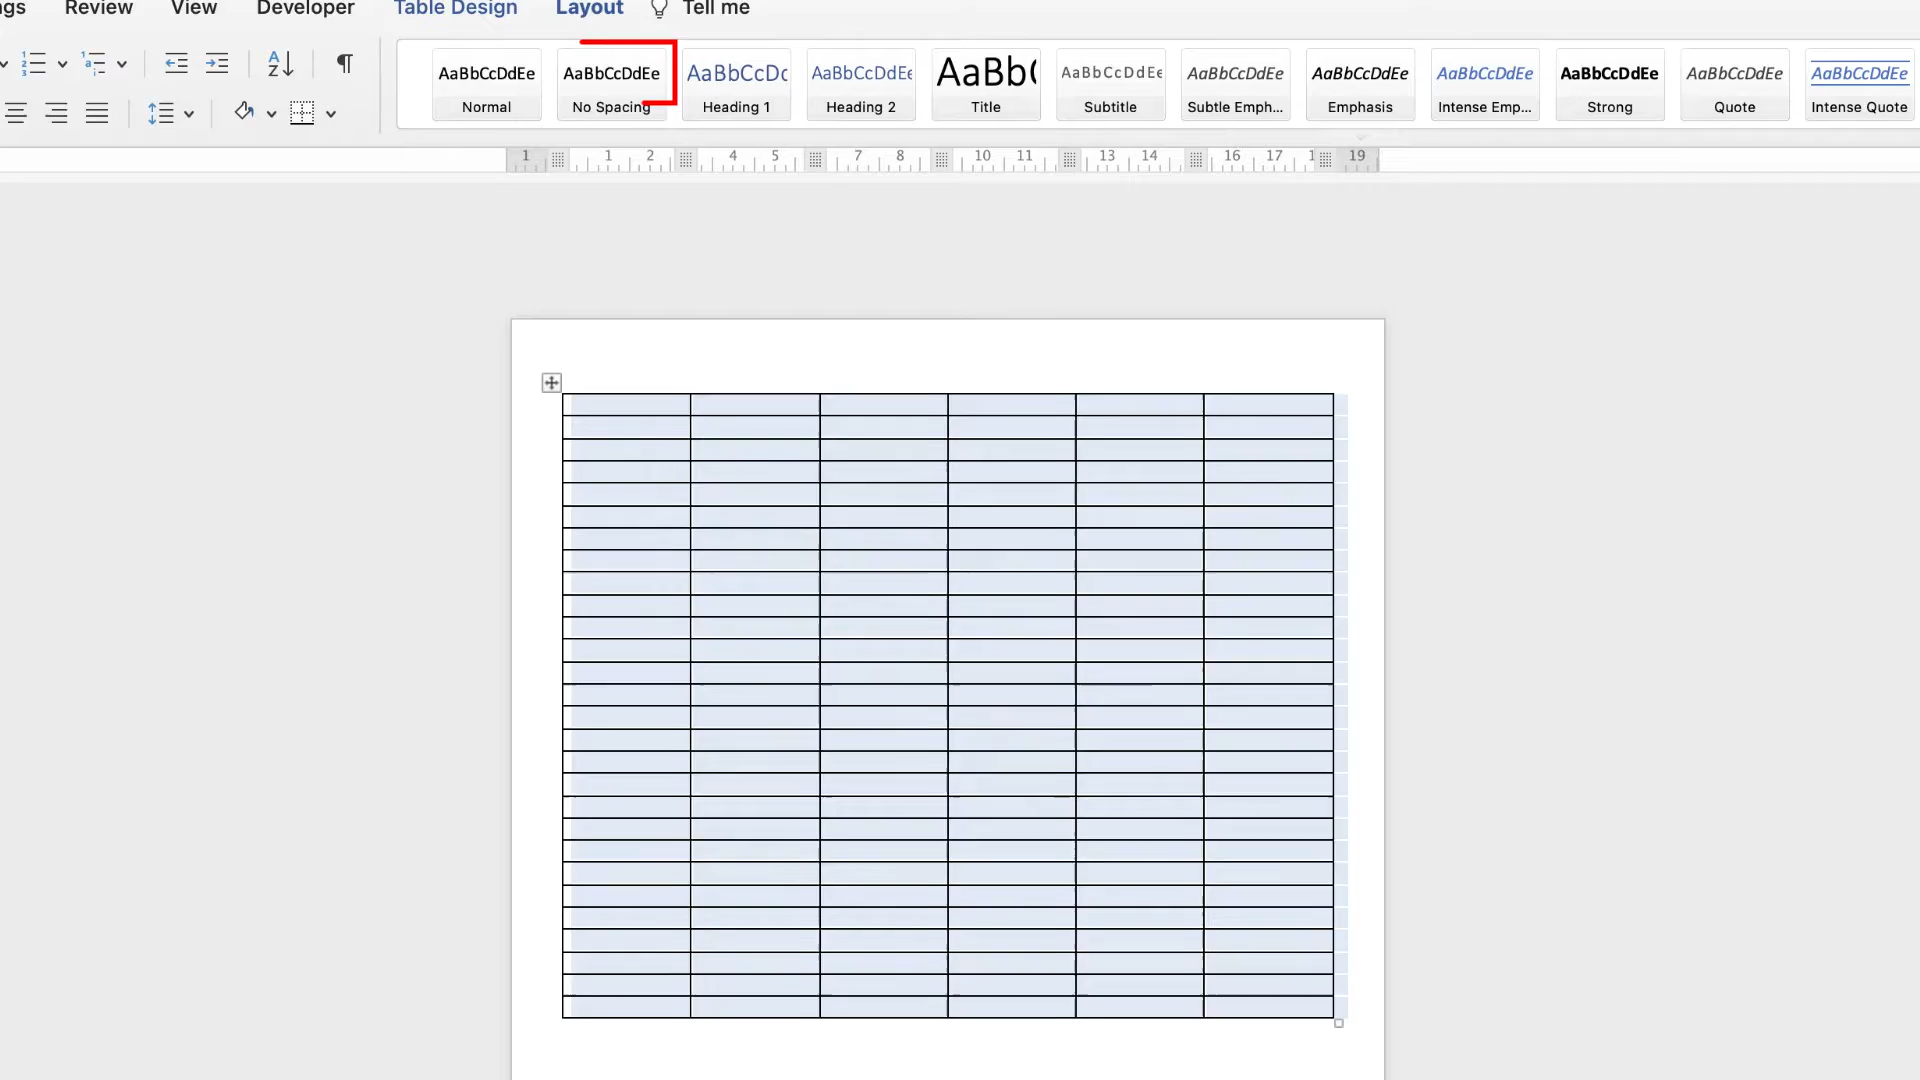 ngs Review View Developer Table Design Layout Tell me
AaBbCcDdEe AaBbCcDdEe AaBbCcDc AaBbCcDdEe AaBb( AaBbCcDdEe AaBbCcDdEe AaBbCcDdEe AaBbCcDdEe AaBbCcDdEe AaBbCcDdEe AaBbCcDdEe
Normal No Spacing Heading 1 Heading 2 Title Subtitle Subtle Emph... Emphasis Intense Emp... Strong Quote Intense Quote
1 1 2 4 5 7 8 10 11 13 14 16 17 1 19